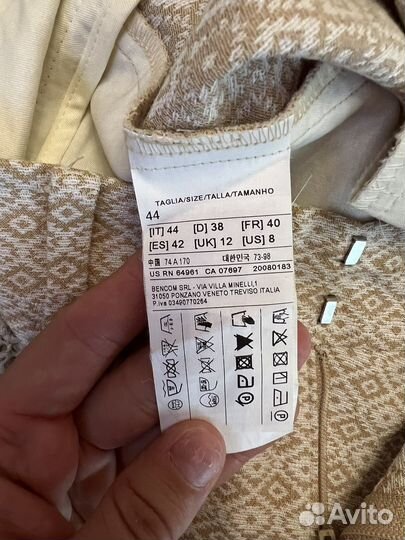 TAGLIA/SIZE/TALLA/TAMANHO
44
[IT] 44 [D] 38 [FR] 40
[ES] 42 [UK] 12 [US] 8
中国 74 A 170 대한민국 73-98
US RN 64961 CA 07697 20080183
BENCOM SRL - VIA VILLA MINELLI,1
31050 PONZANO VENETO TREVISO ITALIA
P.iva 03490770264
Avito